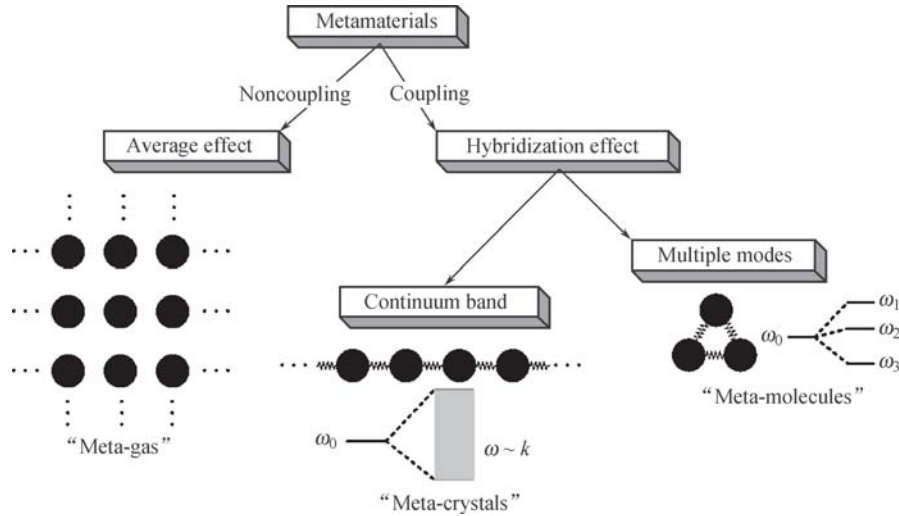 Metamaterials
Noncoupling
Coupling
Average effect
Hybridization effect
Multiple modes
Continuum band
ω₀
ω₁
ω₂
ω₃
“Meta-molecules”
“Meta-gas”
ω₀
ω ~ k
“Meta-crystals”